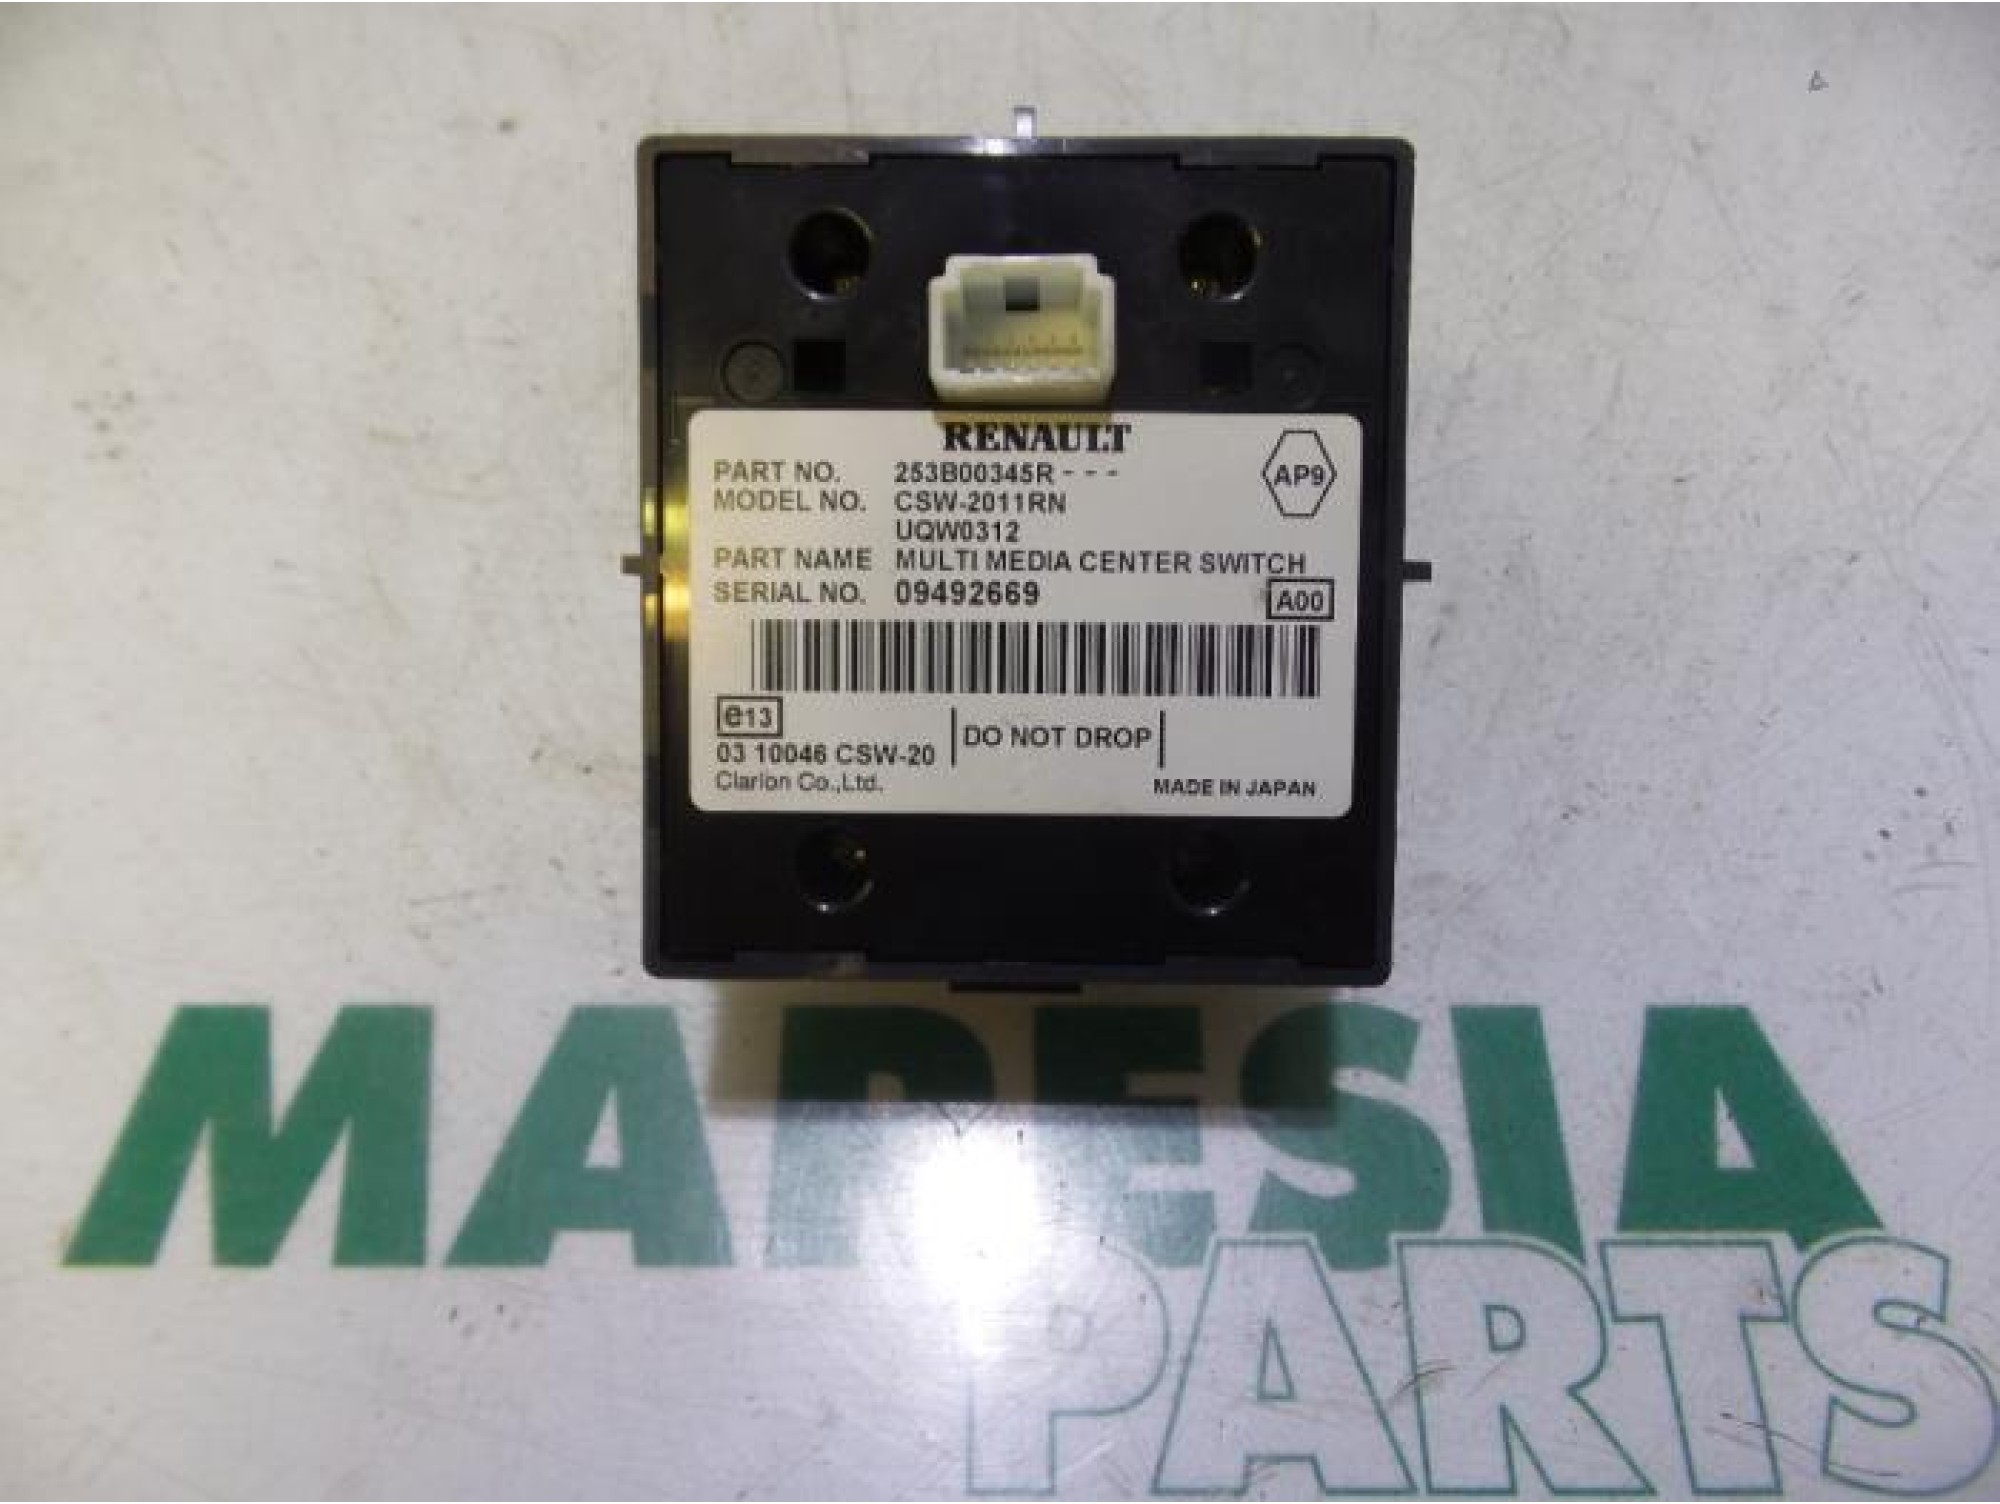 RENAULT
PART NO. 253B00345R - - -
AP9
MODEL NO. CSW-2011RN
UQW0312
PART NAME MULTI MEDIA CENTER SWITCH
SERIAL NO. 09492669
A00
e13
03 10046 CSW-20
DO NOT DROP
Clarion Co.,Ltd.
MADE IN JAPAN
MARESIA
PARTS